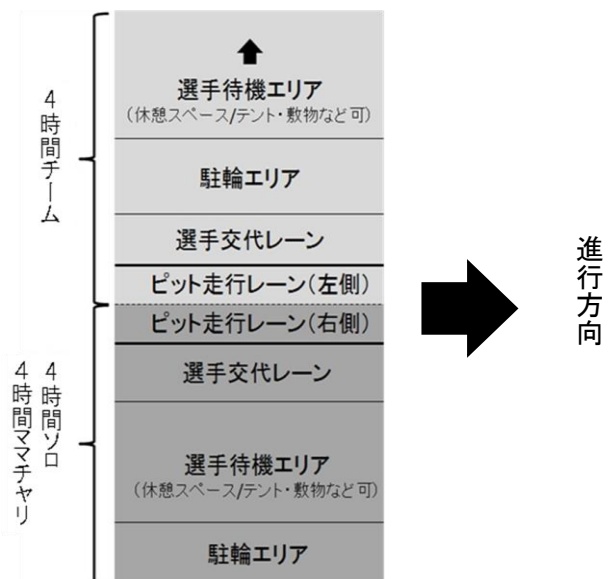 4時間チーム
選手待機エリア
(休憩スペース/テント・敷物など可)
駐輪エリア
選手交代レーン
ピット走行レーン(左側)
ピット走行レーン(右側)
選手交代レーン
選手待機エリア
(休憩スペース/テント・敷物など可)
駐輪エリア
4時間ソロ
4時間ママチャリ
進行方向